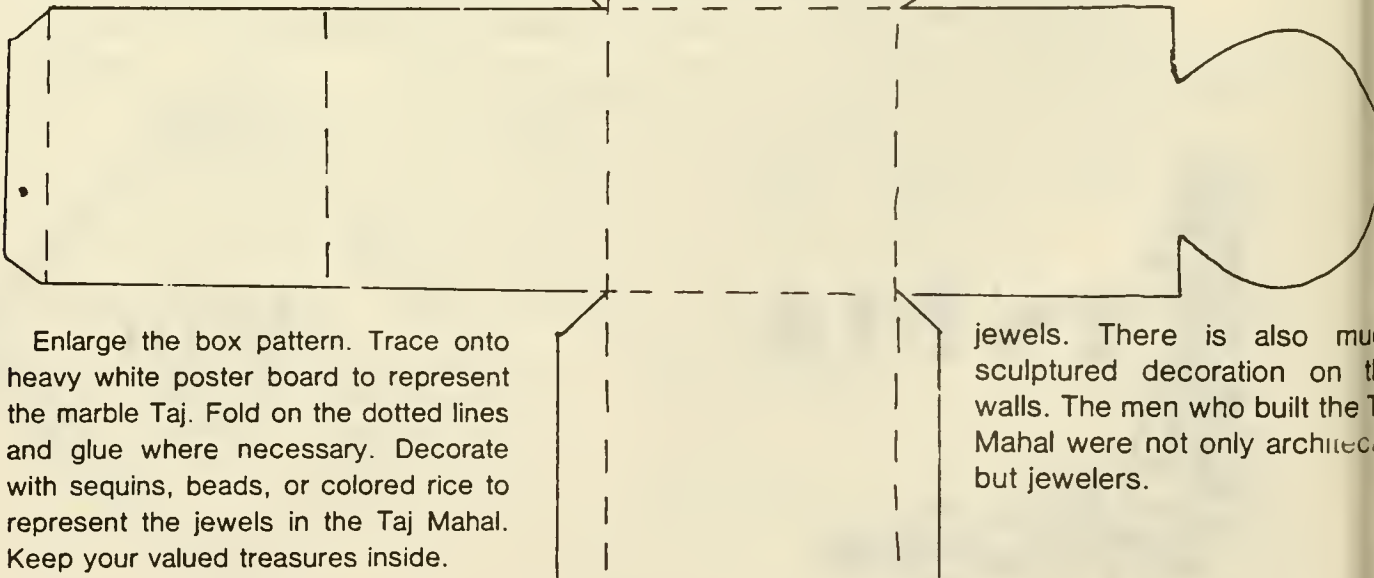 Enlarge the box pattern. Trace onto
heavy white poster board to represent
the marble Taj. Fold on the dotted lines
and glue where necessary. Decorate
with sequins, beads, or colored rice to
represent the jewels in the Taj Mahal.
Keep your valued treasures inside.
jewels. There is also
sculptured decoration on
walls. The men who built the
Mahal were not only
but jewelers.